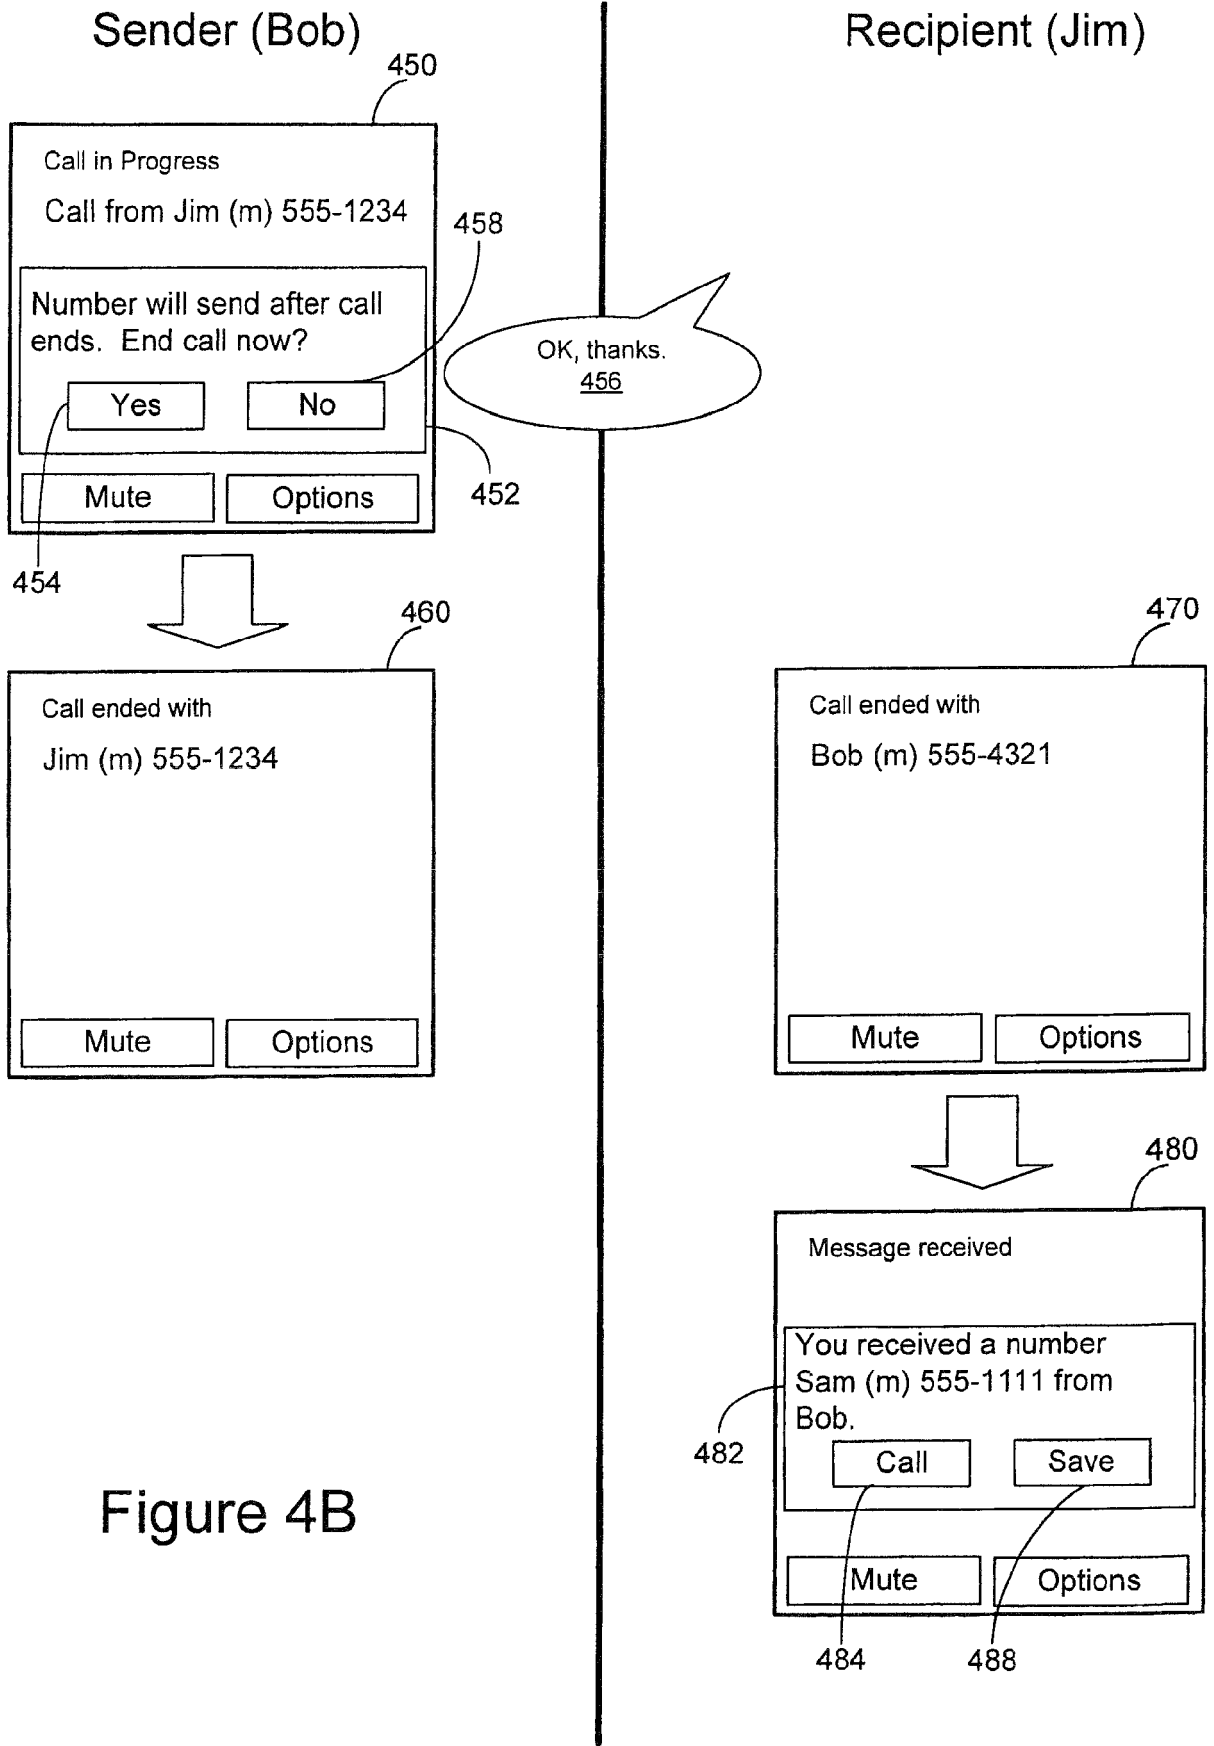 Sender (Bob)
Recipient (Jim)
450
Call in Progress
Call from Jim (m) 555-1234
458
Number will send after call
ends. End call now?
Yes
No
OK, thanks.
456
452
Mute
Options
454
460
Call ended with
Jim (m) 555-1234
Mute
Options
470
Call ended with
Bob (m) 555-4321
Mute
Options
480
Message received
You received a number
Sam (m) 555-1111 from
Bob.
482
Call
Save
Mute
Options
484
488
Figure 4B